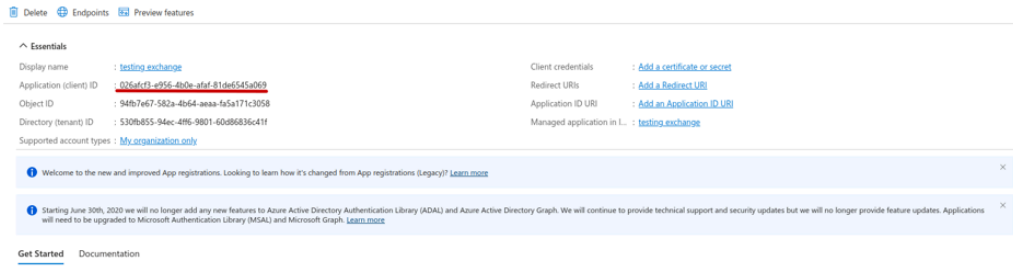 Delete Endpoints Preview features
Essentials
Display name : testing exchange
Client credentials : Add a certificate or secret
Application (client) ID : 026afcf3-e956-4b0e-afaf-81de6545a069
Redirect URIs : Add a Redirect URI
Object ID : 94fb7e67-582a-4b64-aeaa-fa5a171c3058
Application ID URI : Add an Application ID URI
Directory (tenant) ID : 530fb855-94ec-4ff6-9801-60d86836c41f
Managed application in l... : testing exchange
Supported account types : My organization only
Welcome to the new and improved App registrations. Looking to learn how it's changed from App registrations (Legacy)? Learn more
Starting June 30th, 2020 we will no longer add any new features to Azure Active Directory Authentication Library (ADAL) and Azure Active Directory Graph. We will continue to provide technical support and security updates but we will no longer provide feature updates. Applications
will need to be upgraded to Microsoft Authentication Library (MSAL) and Microsoft Graph. Learn more
Get Started Documentation